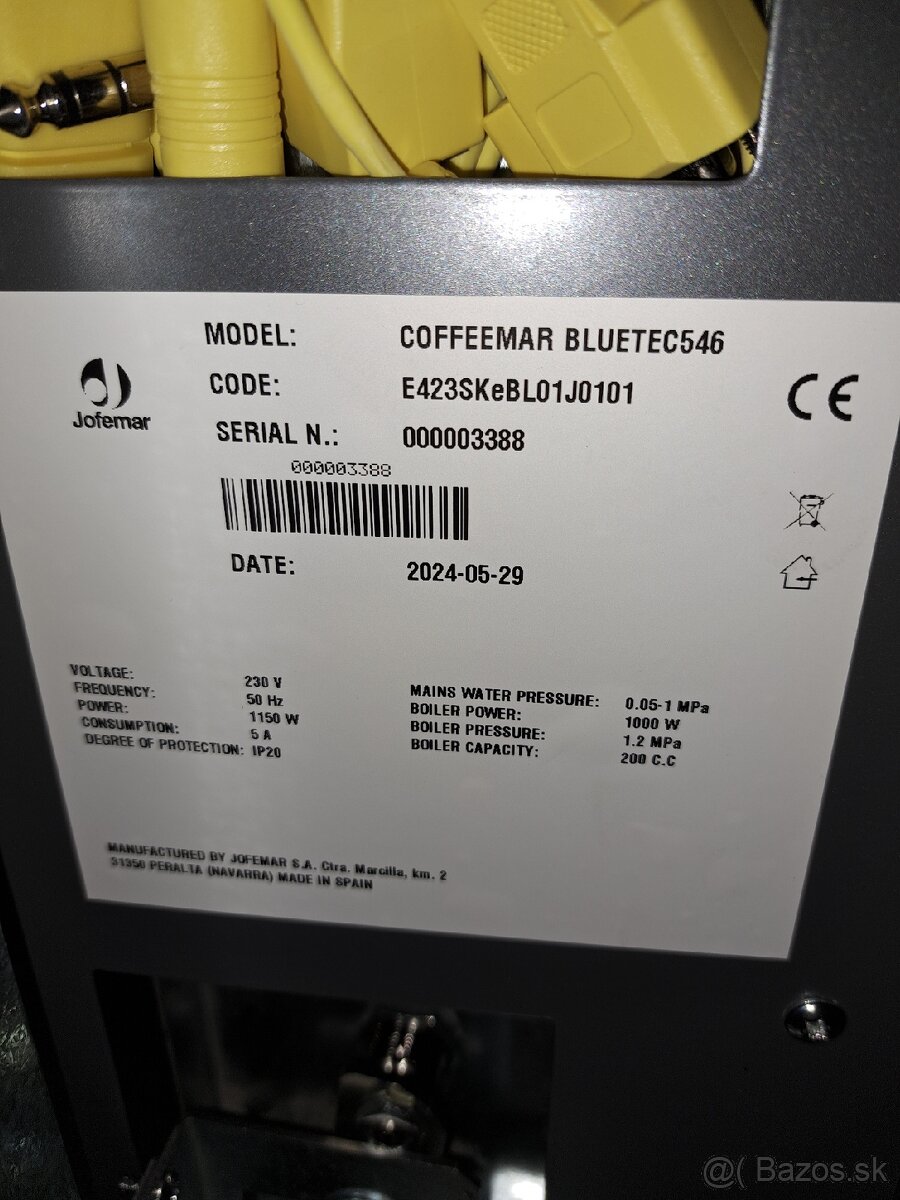 MODEL: COFFEEMAR BLUETEC546
CODE: E423SKeBL01J0101
Jofemar
SERIAL N.: 000003388
000003388
DATE: 2024-05-29
CE
VOLTAGE: 230 V
FREQUENCY: 50 Hz
POWER: 1150 W
CONSUMPTION: 5 A
DEGREE OF PROTECTION: IP20
MAINS WATER PRESSURE: 0.05-1 MPa
BOILER POWER: 1000 W
BOILER PRESSURE: 1.2 MPa
BOILER CAPACITY: 200 C.C
MANUFACTURED BY JOFEMAR S.A. Ctra. Marcilla, km. 2
31350 PERALTA (NAVARRA) MADE IN SPAIN
@( Bazos.sk